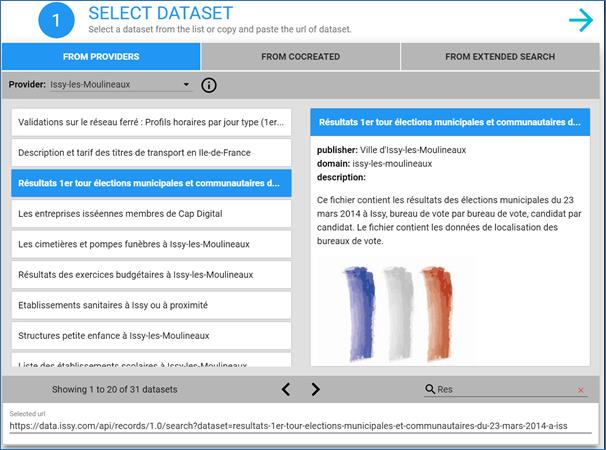 1
SELECT DATASET
Select a dataset from the list or copy and paste the url of dataset.
FROM PROVIDERS
FROM COCREATED
FROM EXTENDED SEARCH
Provider: Issy-les-Moulineaux
Validations sur le réseau ferré : Profils horaires par jour type (1er...
Description et tarif des titres de transport en Ile-de-France
Résultats 1er tour élections municipales et communautaires d...
Les entreprises isséennes membres de Cap Digital
Les cimetières et pompes funèbres à Issy-les-Moulineaux
Résultats des exercices budgétaires à Issy-les-Moulineaux
Etablissements sanitaires à Issy ou à proximité
Structures petite enfance à Issy-les-Moulineaux
Liste des établissements scolaires à Issy-les-Moulineaux
Résultats 1er tour élections municipales et communautaires d...
publisher: Ville d'Issy-les-Moulineaux
domain: issy-les-moulineaux
description:
Ce fichier contient les résultats des élections municipales du 23
mars 2014 à Issy, bureau de vote par bureau de vote, candidat par
candidat. Le fichier contient les données de localisation des
bureaux de vote.
Showing 1 to 20 of 31 datasets
Res
Selected url
https://data.issy.com/api/records/1.0/search?dataset=resultats-1er-tour-elections-municipales-et-communautaires-du-23-mars-2014-a-iss